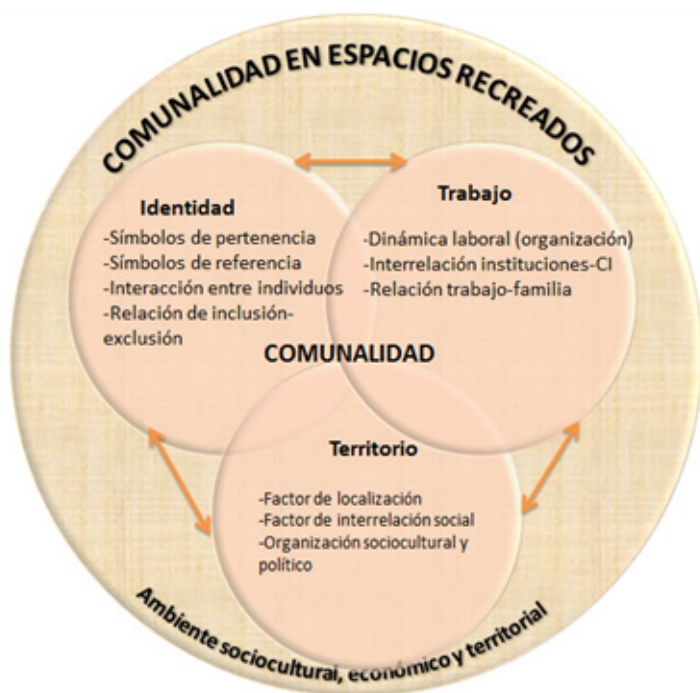 COMUNALIDAD EN ESPACIOS RECREADOS
Identidad
-Símbolos de pertenencia
-Símbolos de referencia
-Interacción entre individuos
-Relación de inclusión-
exclusión
Trabajo
-Dinámica laboral (organización)
-Interrelación instituciones-CI
-Relación trabajo-familia
COMUNALIDAD
Territorio
-Factor de localización
-Factor de interrelación social
-Organización sociocultural y
político
Ambiente sociocultural, económico y territorial